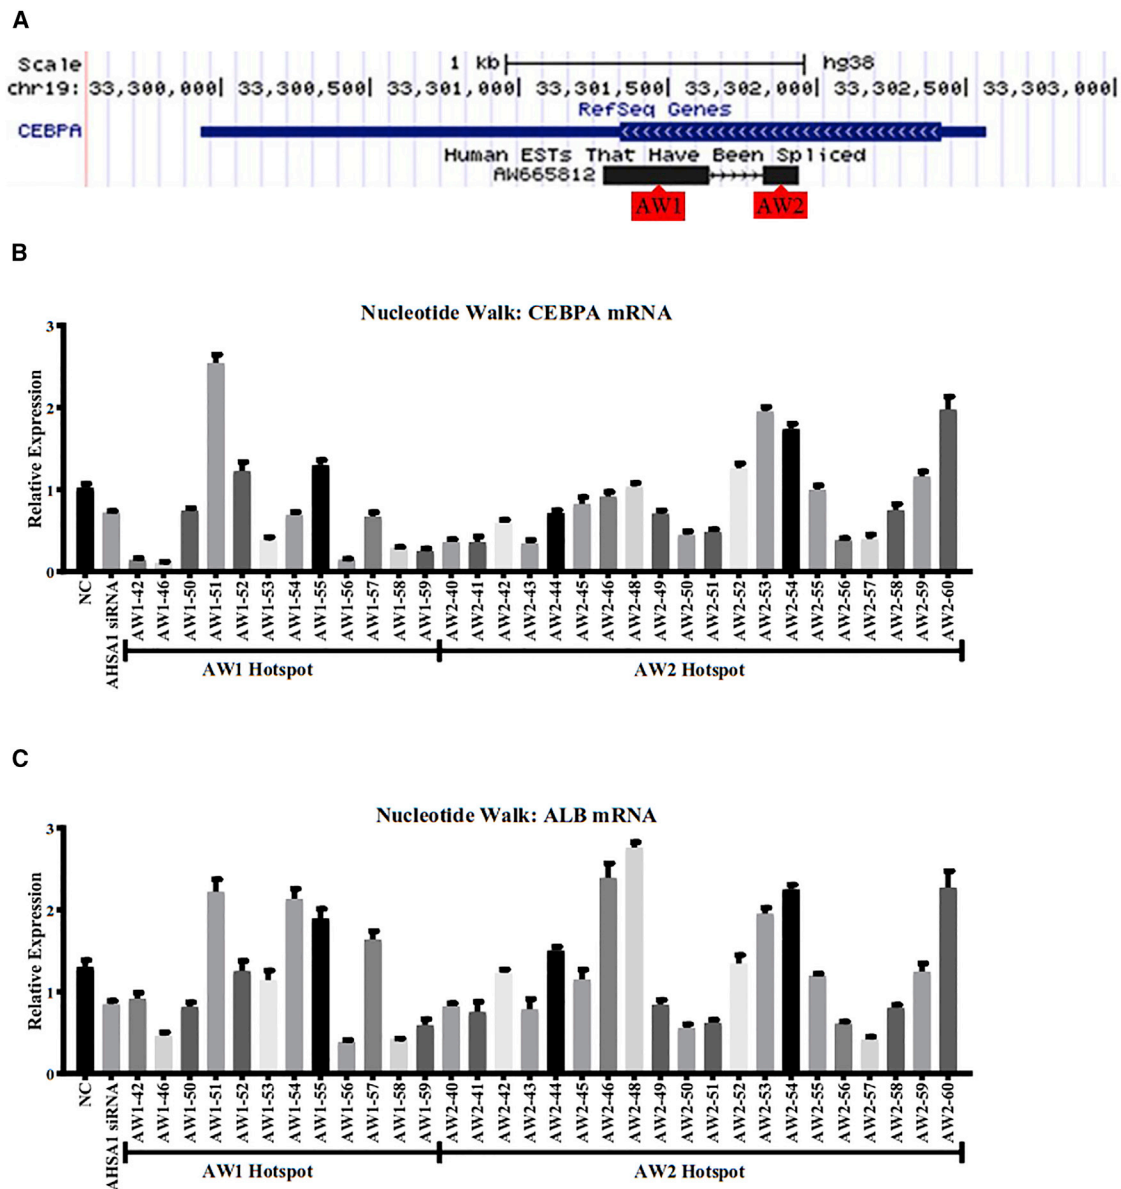 A
Scale 1 kb hg38
chr19: 33,300,000| 33,300,500| 33,301,000| 33,301,500| 33,302,000| 33,302,500| 33,303,000|
RefSeq Genes
CEBPA
Human ESTs That Have Been Spliced
AW665812
AW1 AW2
B
Nucleotide Walk: CEBPA mRNA
Relative Expression
3
2
1
0
NC AHSA1 siRNA AW1-42 AW1-46 AW1-50 AW1-51 AW1-52 AW1-53 AW1-54 AW1-55 AW1-56 AW1-57 AW1-58 AW1-59 AW2-40 AW2-41 AW2-42 AW2-43 AW2-44 AW2-45 AW2-46 AW2-48 AW2-49 AW2-50 AW2-51 AW2-52 AW2-53 AW2-54 AW2-55 AW2-56 AW2-57 AW2-58 AW2-59 AW2-60
AW1 Hotspot AW2 Hotspot
C
Nucleotide Walk: ALB mRNA
Relative Expression
3
2
1
0
NC AHSA1 siRNA AW1-42 AW1-46 AW1-50 AW1-51 AW1-52 AW1-53 AW1-54 AW1-55 AW1-56 AW1-57 AW1-58 AW1-59 AW2-40 AW2-41 AW2-42 AW2-43 AW2-44 AW2-45 AW2-46 AW2-48 AW2-49 AW2-50 AW2-51 AW2-52 AW2-53 AW2-54 AW2-55 AW2-56 AW2-57 AW2-58 AW2-59 AW2-60
AW1 Hotspot AW2 Hotspot